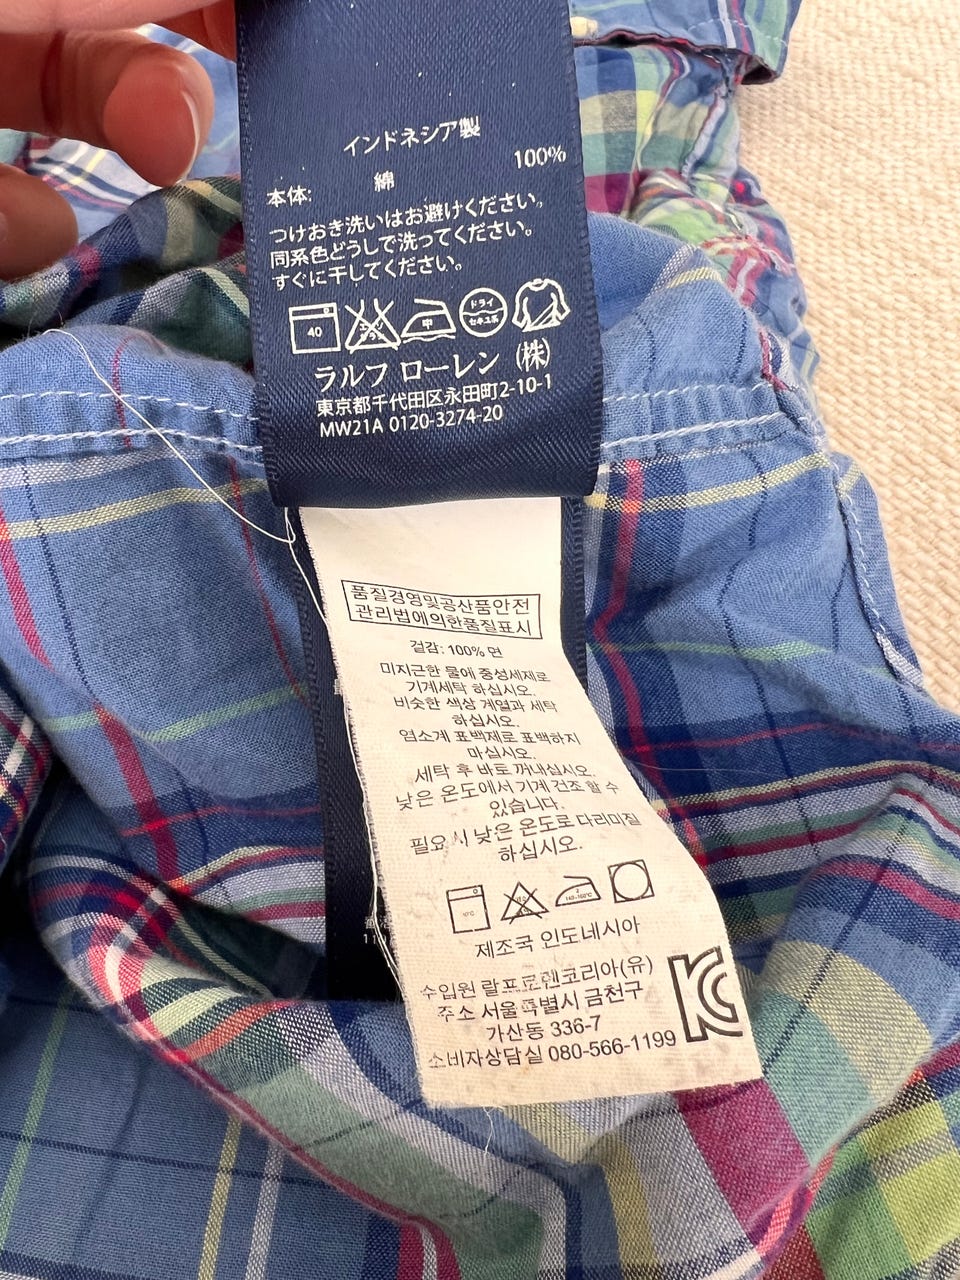 インドネシア製
本体: 綿 100%
つけおき洗いはお避けください。
同系色どうしで洗ってください。
すぐに干してください。
40 エンソ サラシ 中 ドライ セキユ系
ラルフ ローレン (株)
東京都千代田区永田町2-10-1
MW21A 0120-3274-20
품질경영및공산품안전
관리법에의한품질표시
겉감: 100% 면
미지근한 물에 중성세제로
기계세탁 하십시오.
비슷한 색상 계열과 세탁
하십시오.
염소계 표백제로 표백하지
마십시오.
세탁 후 바로 꺼내십시오.
낮은 온도에서 기계 건조 할 수
있습니다.
필요시 낮은 온도로 다리미질
하십시오.
제조국 인도네시아
수입원 랄프로렌코리아(유)
주소 서울특별시 금천구
가산동 336-7
소비자상담실 080-566-1199